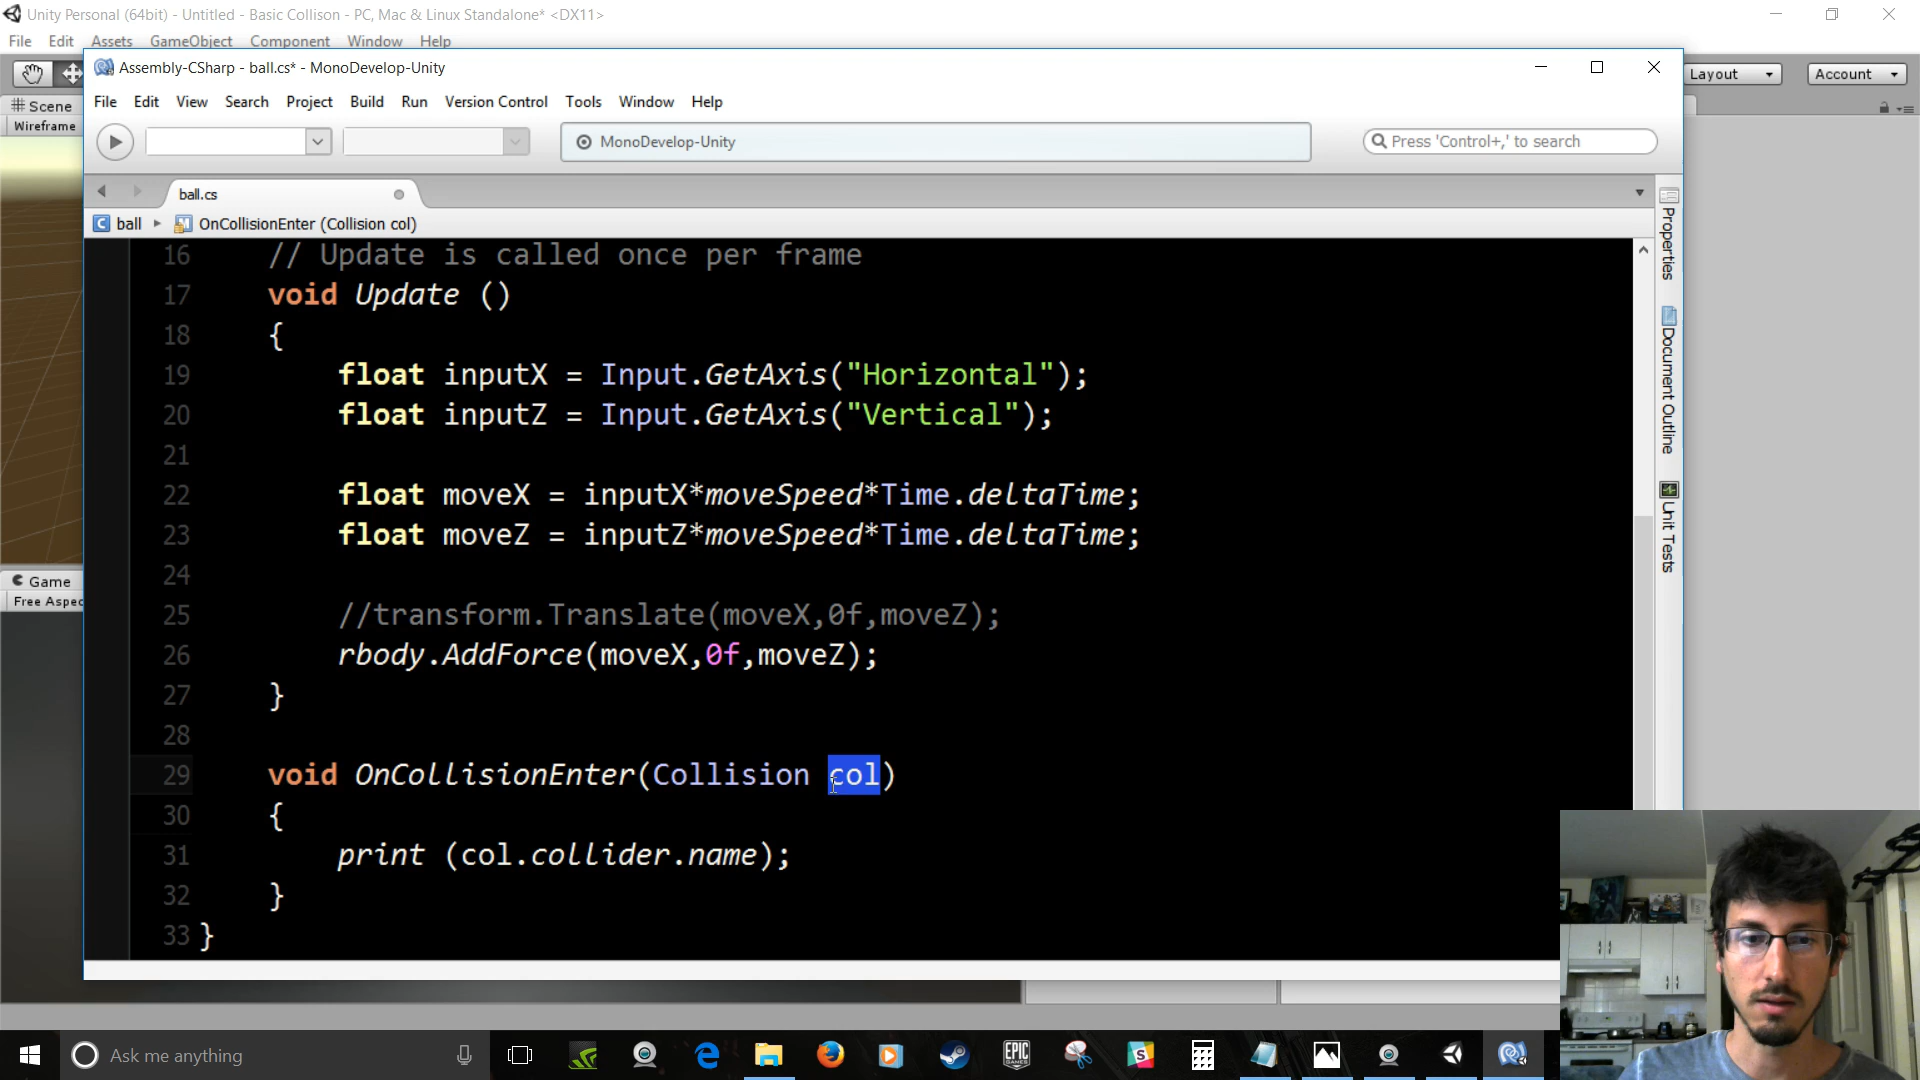 Unity Personal (64bit) - Untitled - Basic Collison - PC, Mac & Linux Standalone* <DX11>
File Edit Assets GameObject Component Window Help
Assembly-CSharp - ball.cs* - MonoDevelop-Unity
Layout Account
Scene
Wireframe
File Edit View Search Project Build Run Version Control Tools Window Help
MonoDevelop-Unity
Press 'Control+,' to search
ball.cs
ball OnCollisionEnter (Collision col)
Properties
Document Outline
Unit Tests
16 // Update is called once per frame
17 void Update ()
18 {
19 float inputX = Input.GetAxis("Horizontal");
20 float inputZ = Input.GetAxis("Vertical");
21
22 float moveX = inputX*moveSpeed*Time.deltaTime;
23 float moveZ = inputZ*moveSpeed*Time.deltaTime;
24
25 //transform.Translate(moveX,0f,moveZ);
26 rbody.AddForce(moveX,0f,moveZ);
27 }
28
29 void OnCollisionEnter(Collision col)
30 {
31 print (col.collider.name);
32 }
33 }
Game
Free Aspec
Ask me anything
EPIC GAMES